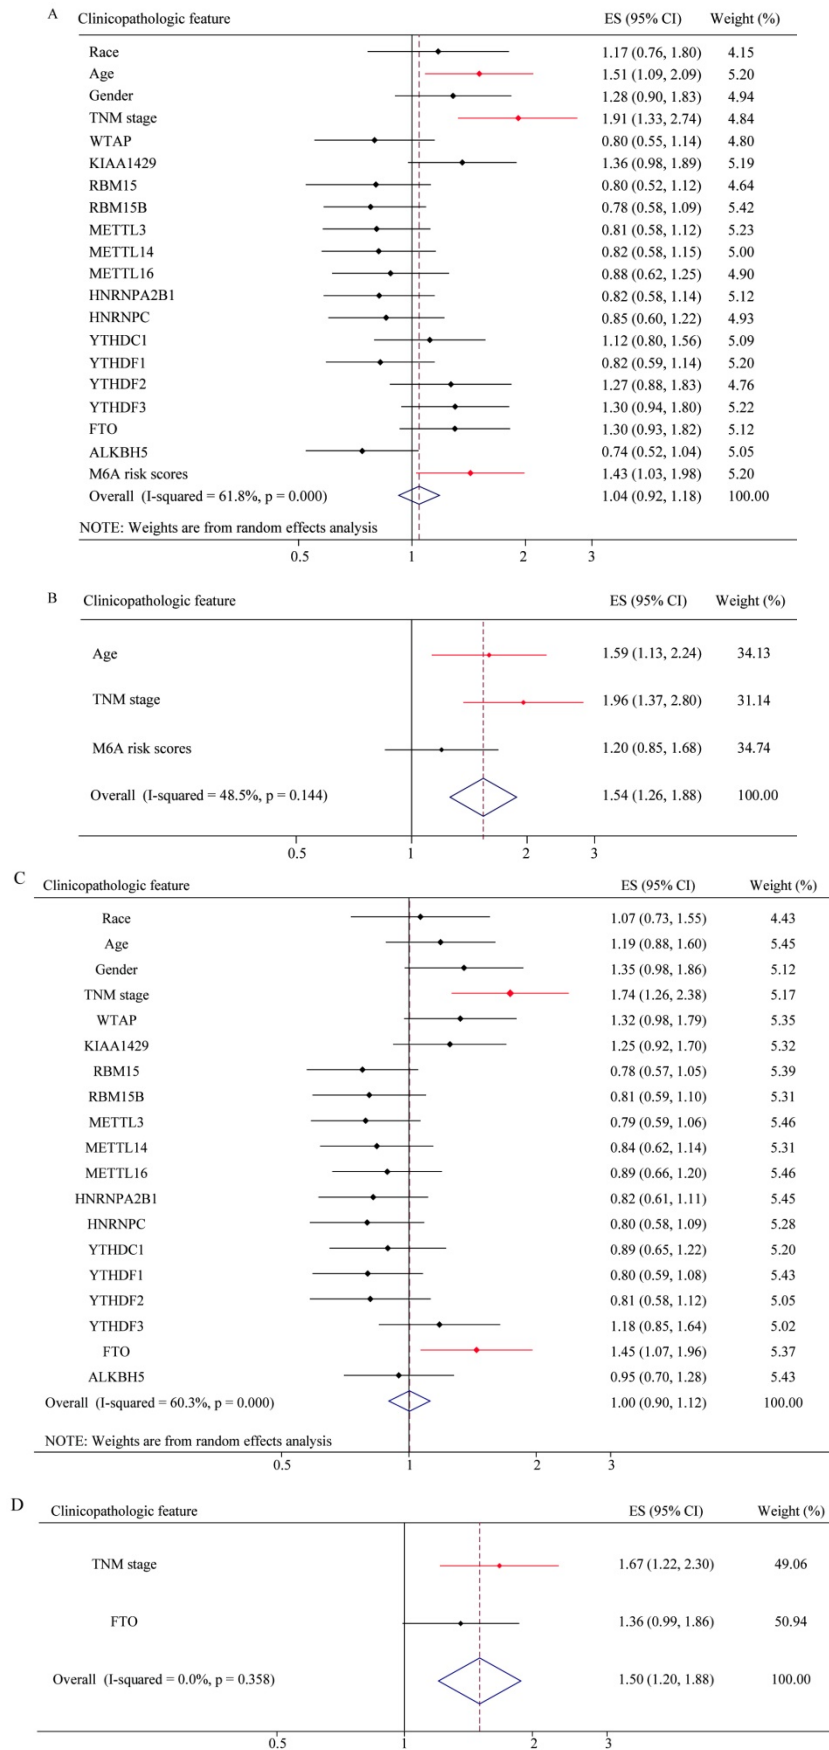 A Clinicopathologic feature ES (95% CI) Weight (%)
Race 1.17 (0.76, 1.80) 4.15
Age 1.51 (1.09, 2.09) 5.20
Gender 1.28 (0.90, 1.83) 4.94
TNM stage 1.91 (1.33, 2.74) 4.84
WTAP 0.80 (0.55, 1.14) 4.80
KIAA1429 1.36 (0.98, 1.89) 5.19
RBM15 0.80 (0.52, 1.12) 4.64
RBM15B 0.78 (0.58, 1.09) 5.42
METTL3 0.81 (0.58, 1.12) 5.23
METTL14 0.82 (0.58, 1.15) 5.00
METTL16 0.88 (0.62, 1.25) 4.90
HNRNPA2B1 0.82 (0.58, 1.14) 5.12
HNRNPC 0.85 (0.60, 1.22) 4.93
YTHDC1 1.12 (0.80, 1.56) 5.09
YTHDF1 0.82 (0.59, 1.14) 5.20
YTHDF2 1.27 (0.88, 1.83) 4.76
YTHDF3 1.30 (0.94, 1.80) 5.22
FTO 1.30 (0.93, 1.82) 5.12
ALKBH5 0.74 (0.52, 1.04) 5.05
M6A risk scores 1.43 (1.03, 1.98) 5.20
Overall (I-squared = 61.8%, p = 0.000) 1.04 (0.92, 1.18) 100.00
NOTE: Weights are from random effects analysis
0.5 1 2 3
B Clinicopathologic feature ES (95% CI) Weight (%)
Age 1.59 (1.13, 2.24) 34.13
TNM stage 1.96 (1.37, 2.80) 31.14
M6A risk scores 1.20 (0.85, 1.68) 34.74
Overall (I-squared = 48.5%, p = 0.144) 1.54 (1.26, 1.88) 100.00
0.5 1 2 3
C Clinicopathologic feature ES (95% CI) Weight (%)
Race 1.07 (0.73, 1.55) 4.43
Age 1.19 (0.88, 1.60) 5.45
Gender 1.35 (0.98, 1.86) 5.12
TNM stage 1.74 (1.26, 2.38) 5.17
WTAP 1.32 (0.98, 1.79) 5.35
KIAA1429 1.25 (0.92, 1.70) 5.32
RBM15 0.78 (0.57, 1.05) 5.39
RBM15B 0.81 (0.59, 1.10) 5.31
METTL3 0.79 (0.59, 1.06) 5.46
METTL14 0.84 (0.62, 1.14) 5.31
METTL16 0.89 (0.66, 1.20) 5.46
HNRNPA2B1 0.82 (0.61, 1.11) 5.45
HNRNPC 0.80 (0.58, 1.09) 5.28
YTHDC1 0.89 (0.65, 1.22) 5.20
YTHDF1 0.80 (0.59, 1.08) 5.43
YTHDF2 0.81 (0.58, 1.12) 5.05
YTHDF3 1.18 (0.85, 1.64) 5.02
FTO 1.45 (1.07, 1.96) 5.37
ALKBH5 0.95 (0.70, 1.28) 5.43
Overall (I-squared = 60.3%, p = 0.000) 1.00 (0.90, 1.12) 100.00
NOTE: Weights are from random effects analysis
0.5 1 2 3
D Clinicopathologic feature ES (95% CI) Weight (%)
TNM stage 1.67 (1.22, 2.30) 49.06
FTO 1.36 (0.99, 1.86) 50.94
Overall (I-squared = 0.0%, p = 0.358) 1.50 (1.20, 1.88) 100.00
0.5 1 2 3